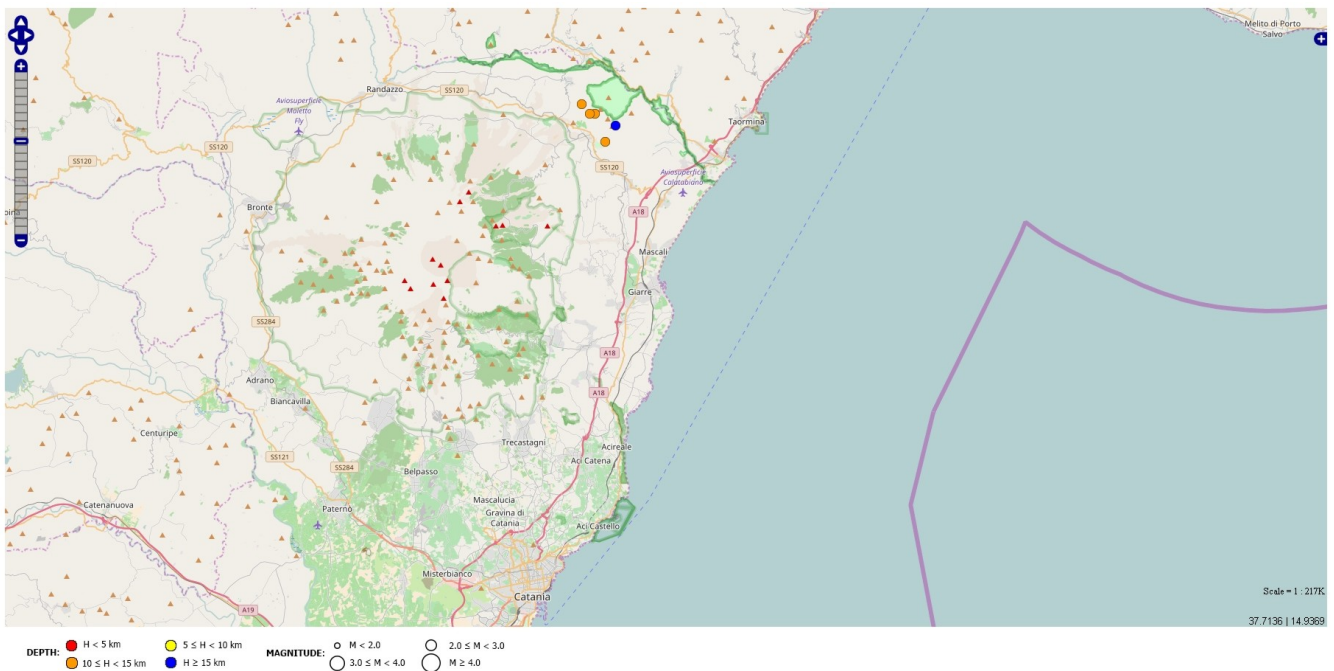 Melito di Porto
Salvo
Randazzo
SS120
Aviosuperficie
Maletto
Fly
SS120
SS120
Taormina
SS120
Aviosuperficie
Calatabiano
Bronte
A18
Mascali
Giarre
SS284
A18
Adrano
A18
Biancavilla
Centuripe
Trecastagni
Acireale
SS121
SS284
Belpasso
Aci Catena
Catenanuova
Paternò
Mascalucia
Gravina di
Catania
Aci Castello
Misterbianco
Catania
A19
Scale = 1 : 217K
37.7136 | 14.9369
DEPTH: H < 5 km 5 ≤ H < 10 km MAGNITUDE: M < 2.0 2.0 ≤ M < 3.0
10 ≤ H < 15 km H ≥ 15 km 3.0 ≤ M < 4.0 M ≥ 4.0